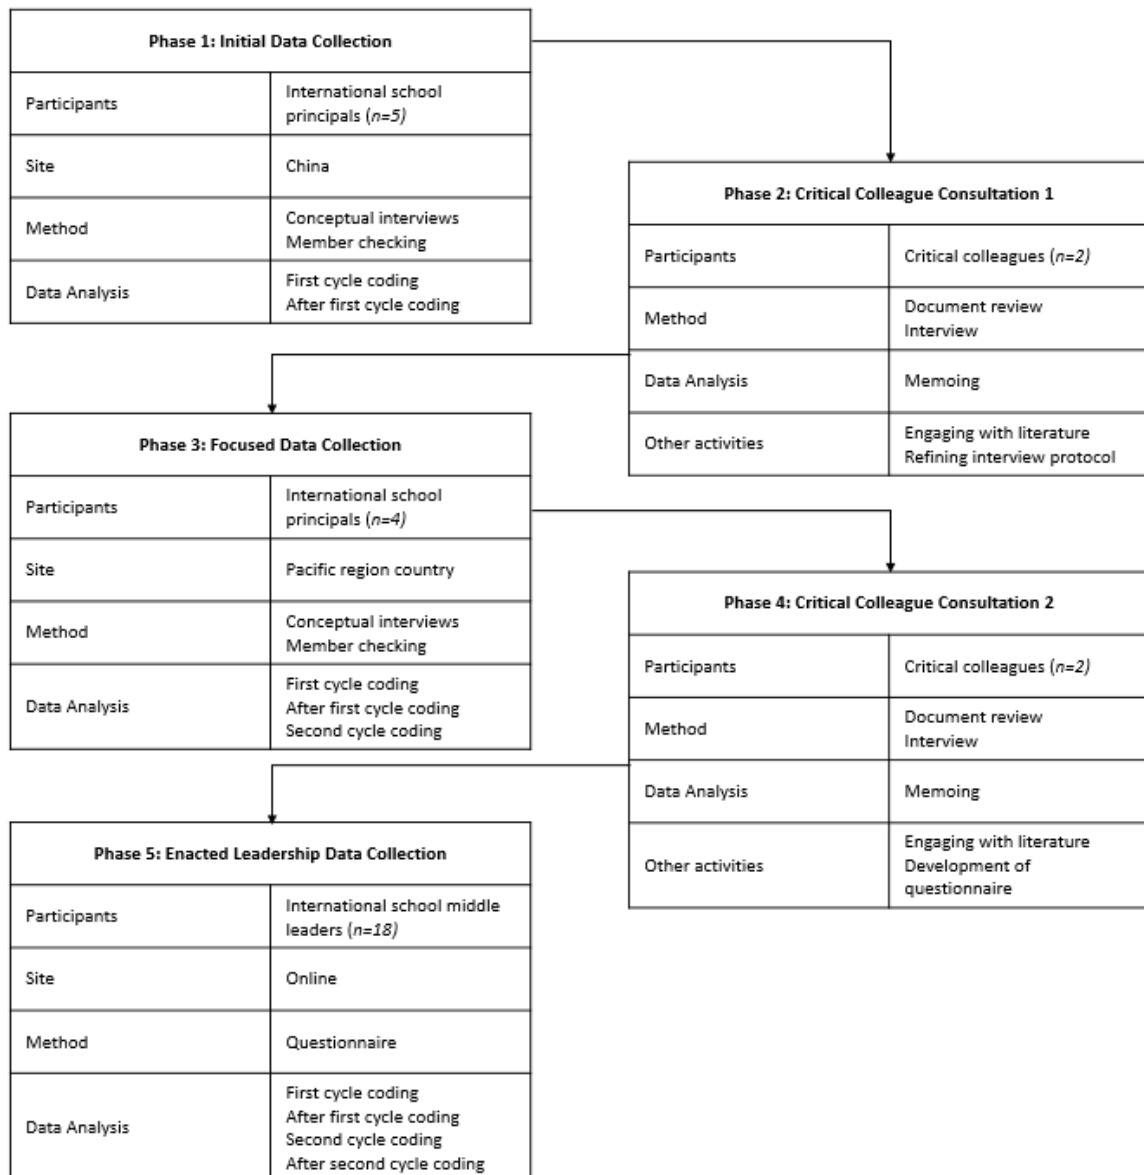 Phase 1: Initial Data Collection
Participants
International school
principals (n=5)
Site
China
Method
Conceptual interviews
Member checking
Data Analysis
First cycle coding
After first cycle coding
Phase 2: Critical Colleague Consultation 1
Participants
Critical colleagues (n=2)
Method
Document review
Interview
Data Analysis
Memoing
Other activities
Engaging with literature
Refining interview protocol
Phase 3: Focused Data Collection
Participants
International school
principals (n=4)
Site
Pacific region country
Method
Conceptual interviews
Member checking
Data Analysis
First cycle coding
After first cycle coding
Second cycle coding
Phase 4: Critical Colleague Consultation 2
Participants
Critical colleagues (n=2)
Method
Document review
Interview
Data Analysis
Memoing
Other activities
Engaging with literature
Development of
questionnaire
Phase 5: Enacted Leadership Data Collection
Participants
International school middle
leaders (n=18)
Site
Online
Method
Questionnaire
Data Analysis
First cycle coding
After first cycle coding
Second cycle coding
After second cycle coding